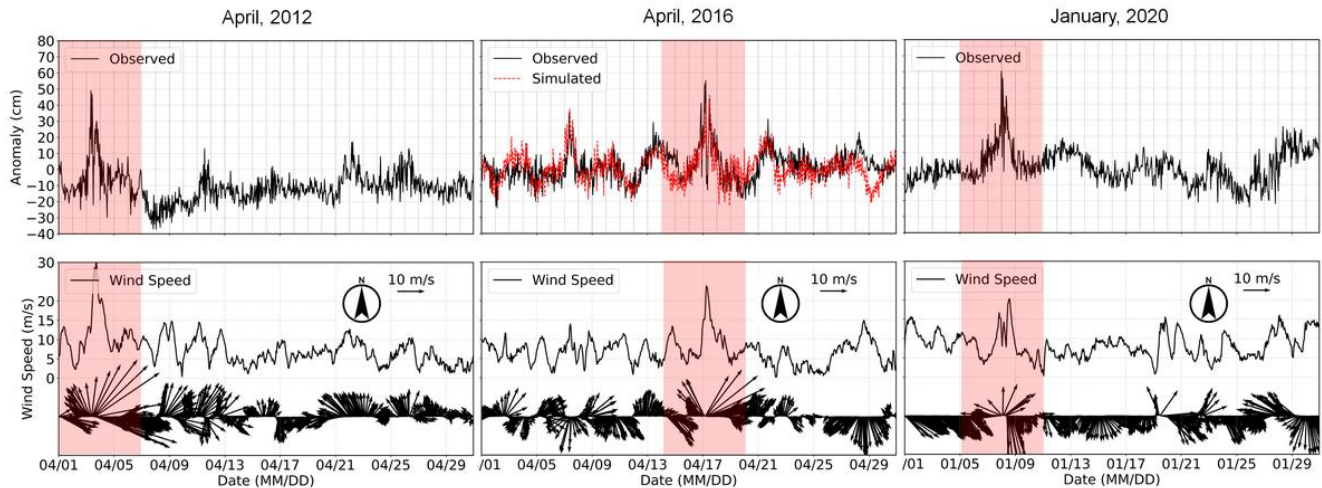 April, 2012
April, 2016
January, 2020
Anomaly (cm)
80
70
60
50
40
30
20
10
0
−10
−20
−30
−40
Observed
Observed
Simulated
Observed
Wind Speed (m/s)
30
25
20
15
10
5
0
Wind Speed
N
10 m/s
Wind Speed
N
10 m/s
Wind Speed
N
10 m/s
04/01 04/05 04/09 04/13 04/17 04/21 04/25 04/29
/01 04/05 04/09 04/13 04/17 04/21 04/25 04/29
/01 01/05 01/09 01/13 01/17 01/21 01/25 01/29
Date (MM/DD)
Date (MM/DD)
Date (MM/DD)